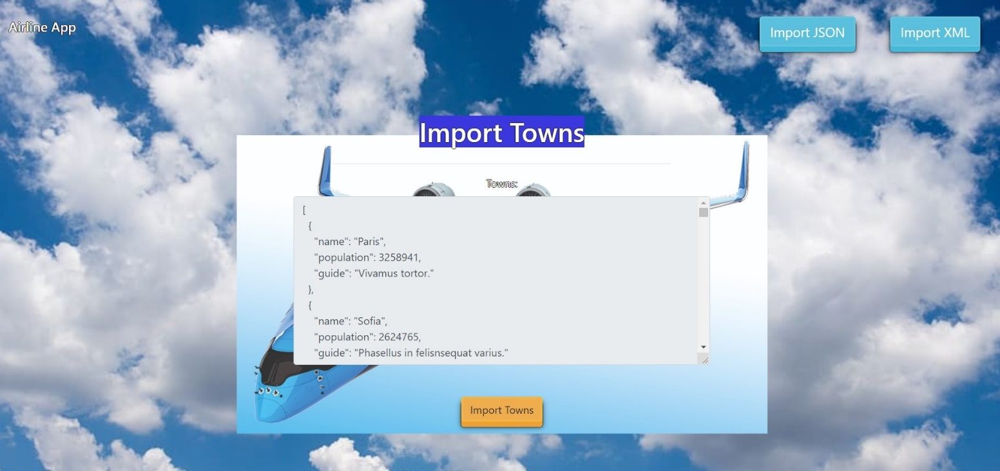 Airline App
Import JSON
Import XML
Import Towns
Towns:
[
{
"name": "Paris",
"population": 3258941,
"guide": "Vivamus tortor."
},
{
"name": "Sofia",
"population": 2624765,
"guide": "Phasellus in felisnsequat varius."
Import Towns